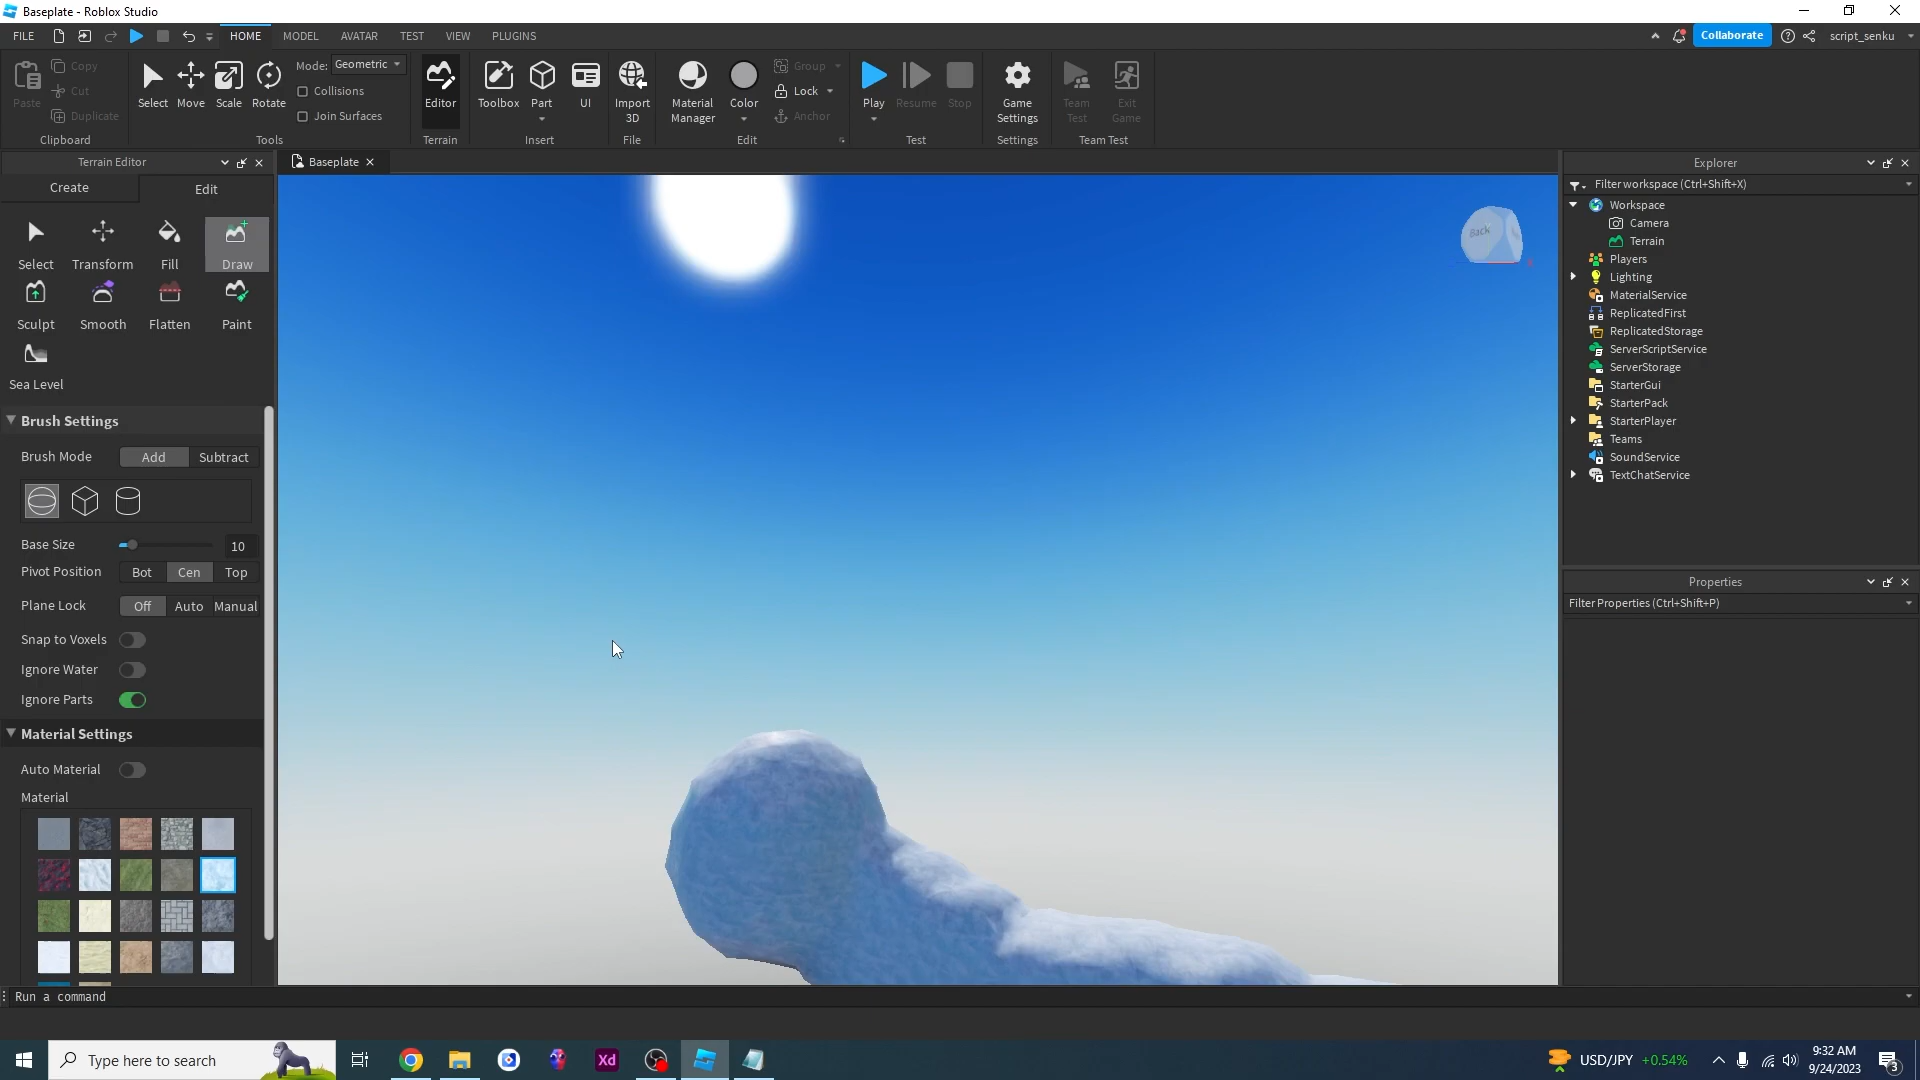 Baseplate - Roblox Studio
FILE
HOME
MODEL
AVATAR
TEST
VIEW
PLUGINS
Collaborate
script_senku
Paste
Copy
Cut
Duplicate
Clipboard
Select
Move
Scale
Rotate
Mode: Geometric
Collisions
Join Surfaces
Tools
Editor
Terrain
Toolbox
Part
UI
Insert
Import 3D
File
Material Manager
Color
Group
Lock
Anchor
Edit
Play
Resume
Stop
Test
Game Settings
Settings
Team Test
Exit Game
Team Test
Terrain Editor
Create
Edit
Select
Transform
Fill
Draw
Sculpt
Smooth
Flatten
Paint
Sea Level
Brush Settings
Brush Mode Add Subtract
Base Size 10
Pivot Position Bot Cen Top
Plane Lock Off Auto Manual
Snap to Voxels
Ignore Water
Ignore Parts
Material Settings
Auto Material
Material
Baseplate
Back
Explorer
Filter workspace (Ctrl+Shift+X)
Workspace
Camera
Terrain
Players
Lighting
MaterialService
ReplicatedFirst
ReplicatedStorage
ServerScriptService
ServerStorage
StarterGui
StarterPack
StarterPlayer
Teams
SoundService
TextChatService
Properties
Filter Properties (Ctrl+Shift+P)
Run a command
Type here to search
Xd
USD/JPY +0.54%
9:32 AM
9/24/2023
3